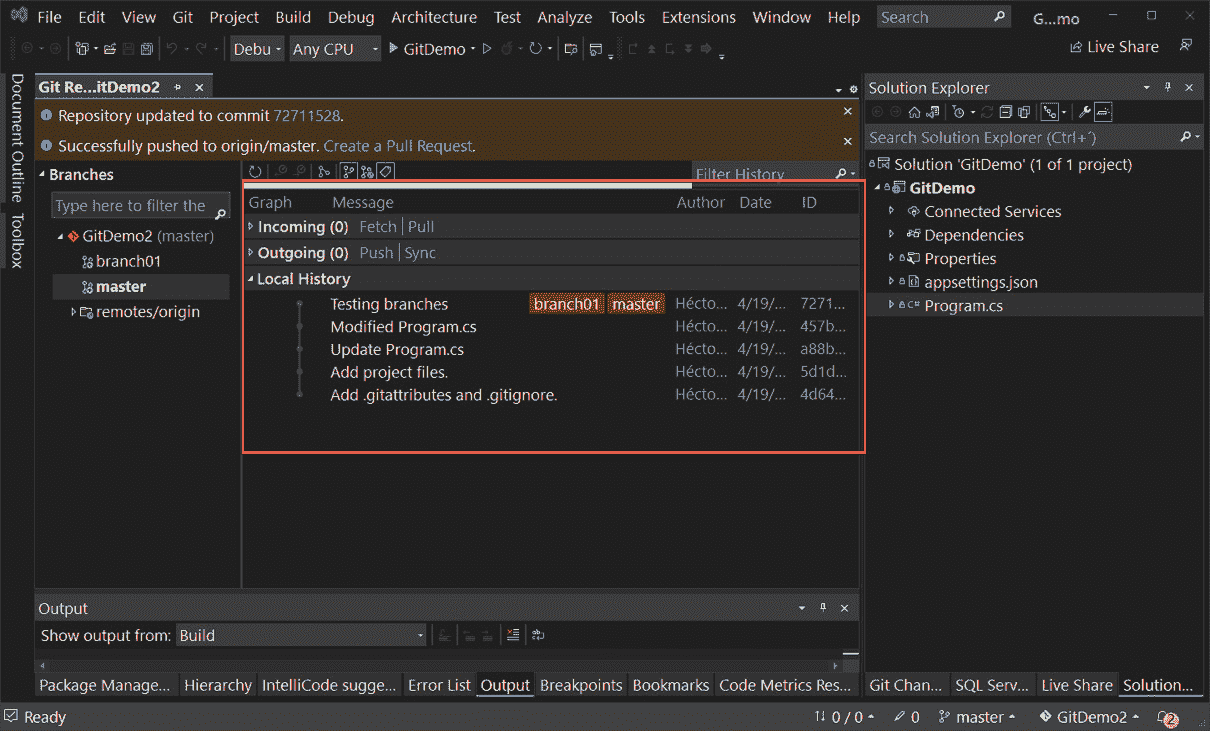 File Edit View Git Project Build Debug Architecture Test Analyze Tools Extensions Window Help Search G...mo
Debu Any CPU GitDemo Live Share
Document Outline
Toolbox
Git Re...itDemo2
Repository updated to commit 72711528.
Successfully pushed to origin/master. Create a Pull Request.
Branches
Type here to filter the
GitDemo2 (master)
branch01
master
remotes/origin
Filter History
Graph Message Author Date ID
Incoming (0) Fetch | Pull
Outgoing (0) Push | Sync
Local History
Testing branches branch01 master Hécto... 4/19/... 7271...
Modified Program.cs Hécto... 4/19/... 457b...
Update Program.cs Hécto... 4/19/... a88b...
Add project files. Hécto... 4/19/... 5d1d...
Add .gitattributes and .gitignore. Hécto... 4/19/... 4d64...
Solution Explorer
Search Solution Explorer (Ctrl+´)
Solution 'GitDemo' (1 of 1 project)
GitDemo
Connected Services
Dependencies
Properties
appsettings.json
C# Program.cs
Output
Show output from: Build
Package Manage... Hierarchy IntelliCode sugge... Error List Output Breakpoints Bookmarks Code Metrics Res...
Git Chan... SQL Serv... Live Share Solution...
Ready 0 / 0 0 master GitDemo2 2